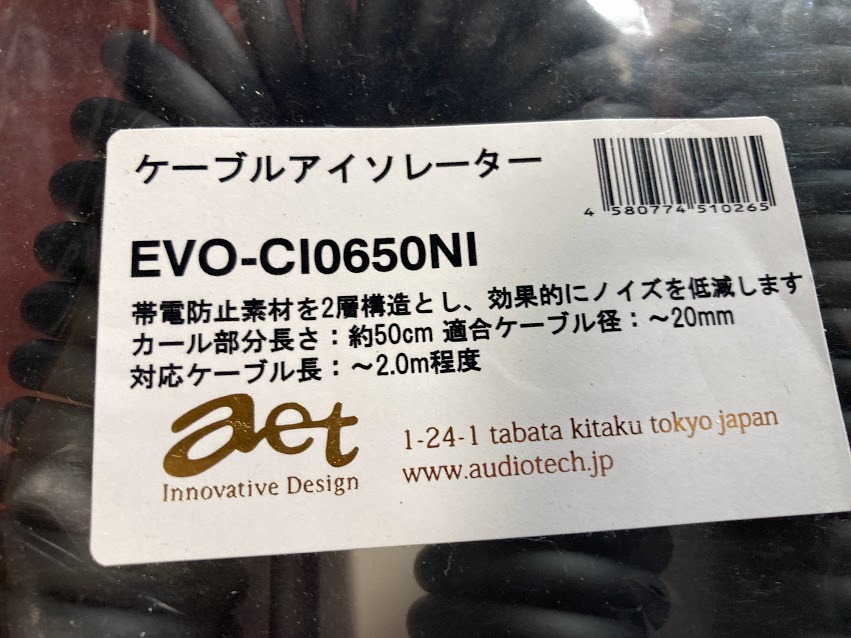 ケーブルアイソレーター
4 580774 510265
EVO-CI0650NI
帯電防止素材を2層構造とし、効果的にノイズを低減します
カール部分長さ：約50cm 適合ケーブル径：～20mm
対応ケーブル長：～2.0m程度
aet
Innovative Design
1-24-1 tabata kitaku tokyo japan
www.audiotech.jp